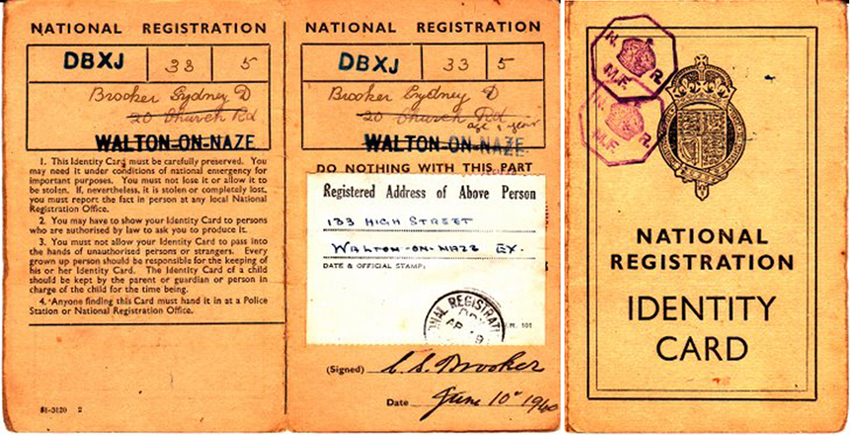 NATIONAL REGISTRATION
DBXJ 33 5
Brooker Sydney D
20 Church Rd
WALTON-ON-NAZE
1. This Identity Card must be carefully preserved. You
may need it under conditions of national emergency for
important purposes. You must not lose it or allow it to
be stolen. If, nevertheless, it is stolen or completely lost,
you must report the fact in person at any local National
Registration Office.
2. You may have to show your Identity Card to persons
who are authorised by law to ask you to produce it.
3. You must not allow your Identity Card to pass into
the hands of unauthorised persons or strangers. Every
grown up person should be responsible for the keeping of
his or her Identity Card. The Identity Card of a child
should be kept by the parent or guardian or person in
charge of the child for the time being.
4. Anyone finding this Card must hand it in at a Police
Station or National Registration Office.
51-3120 2
NATIONAL REGISTRATION
DBXJ 33 5
Brooker Sydney D
20 Church Rd
age 1 year
WALTON-ON-NAZE
DO NOTHING WITH THIS PART
Registered Address of Above Person
133 HIGH STREET
WALTON-ON-NAZE EX.
DATE & OFFICIAL STAMP:
ONAL REGISTRATI
101
(Signed) C S Brooker
Date June 10th 1940
N. R.
M.F.
N. R.
M.F.
NATIONAL
REGISTRATION
IDENTITY
CARD